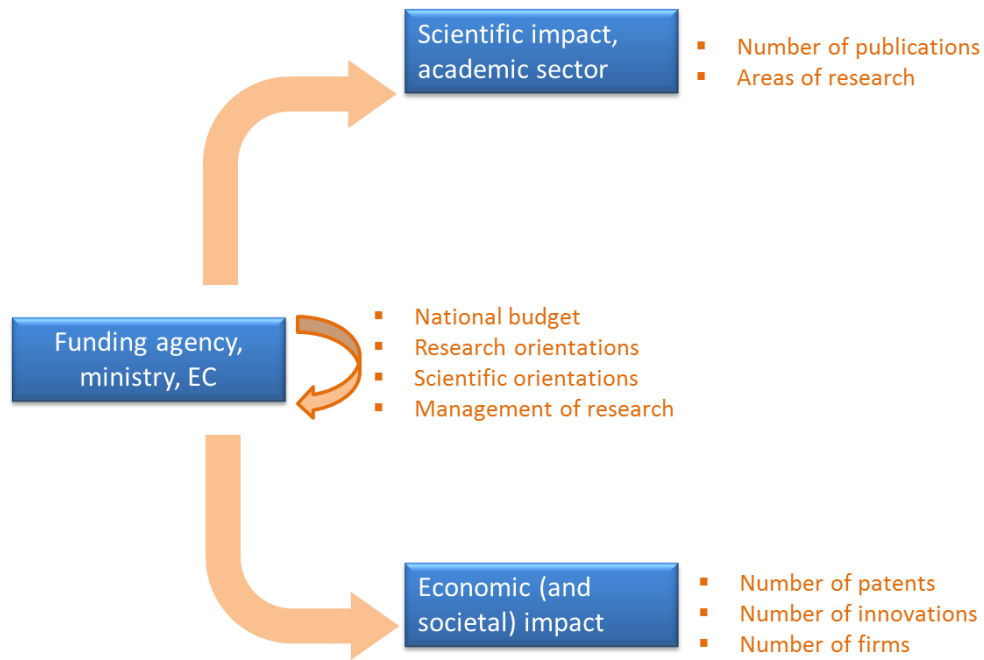 Scientific impact,
academic sector
▪ Number of publications
▪ Areas of research
Funding agency,
ministry, EC
▪ National budget
▪ Research orientations
▪ Scientific orientations
▪ Management of research
Economic (and
societal) impact
▪ Number of patents
▪ Number of innovations
▪ Number of firms